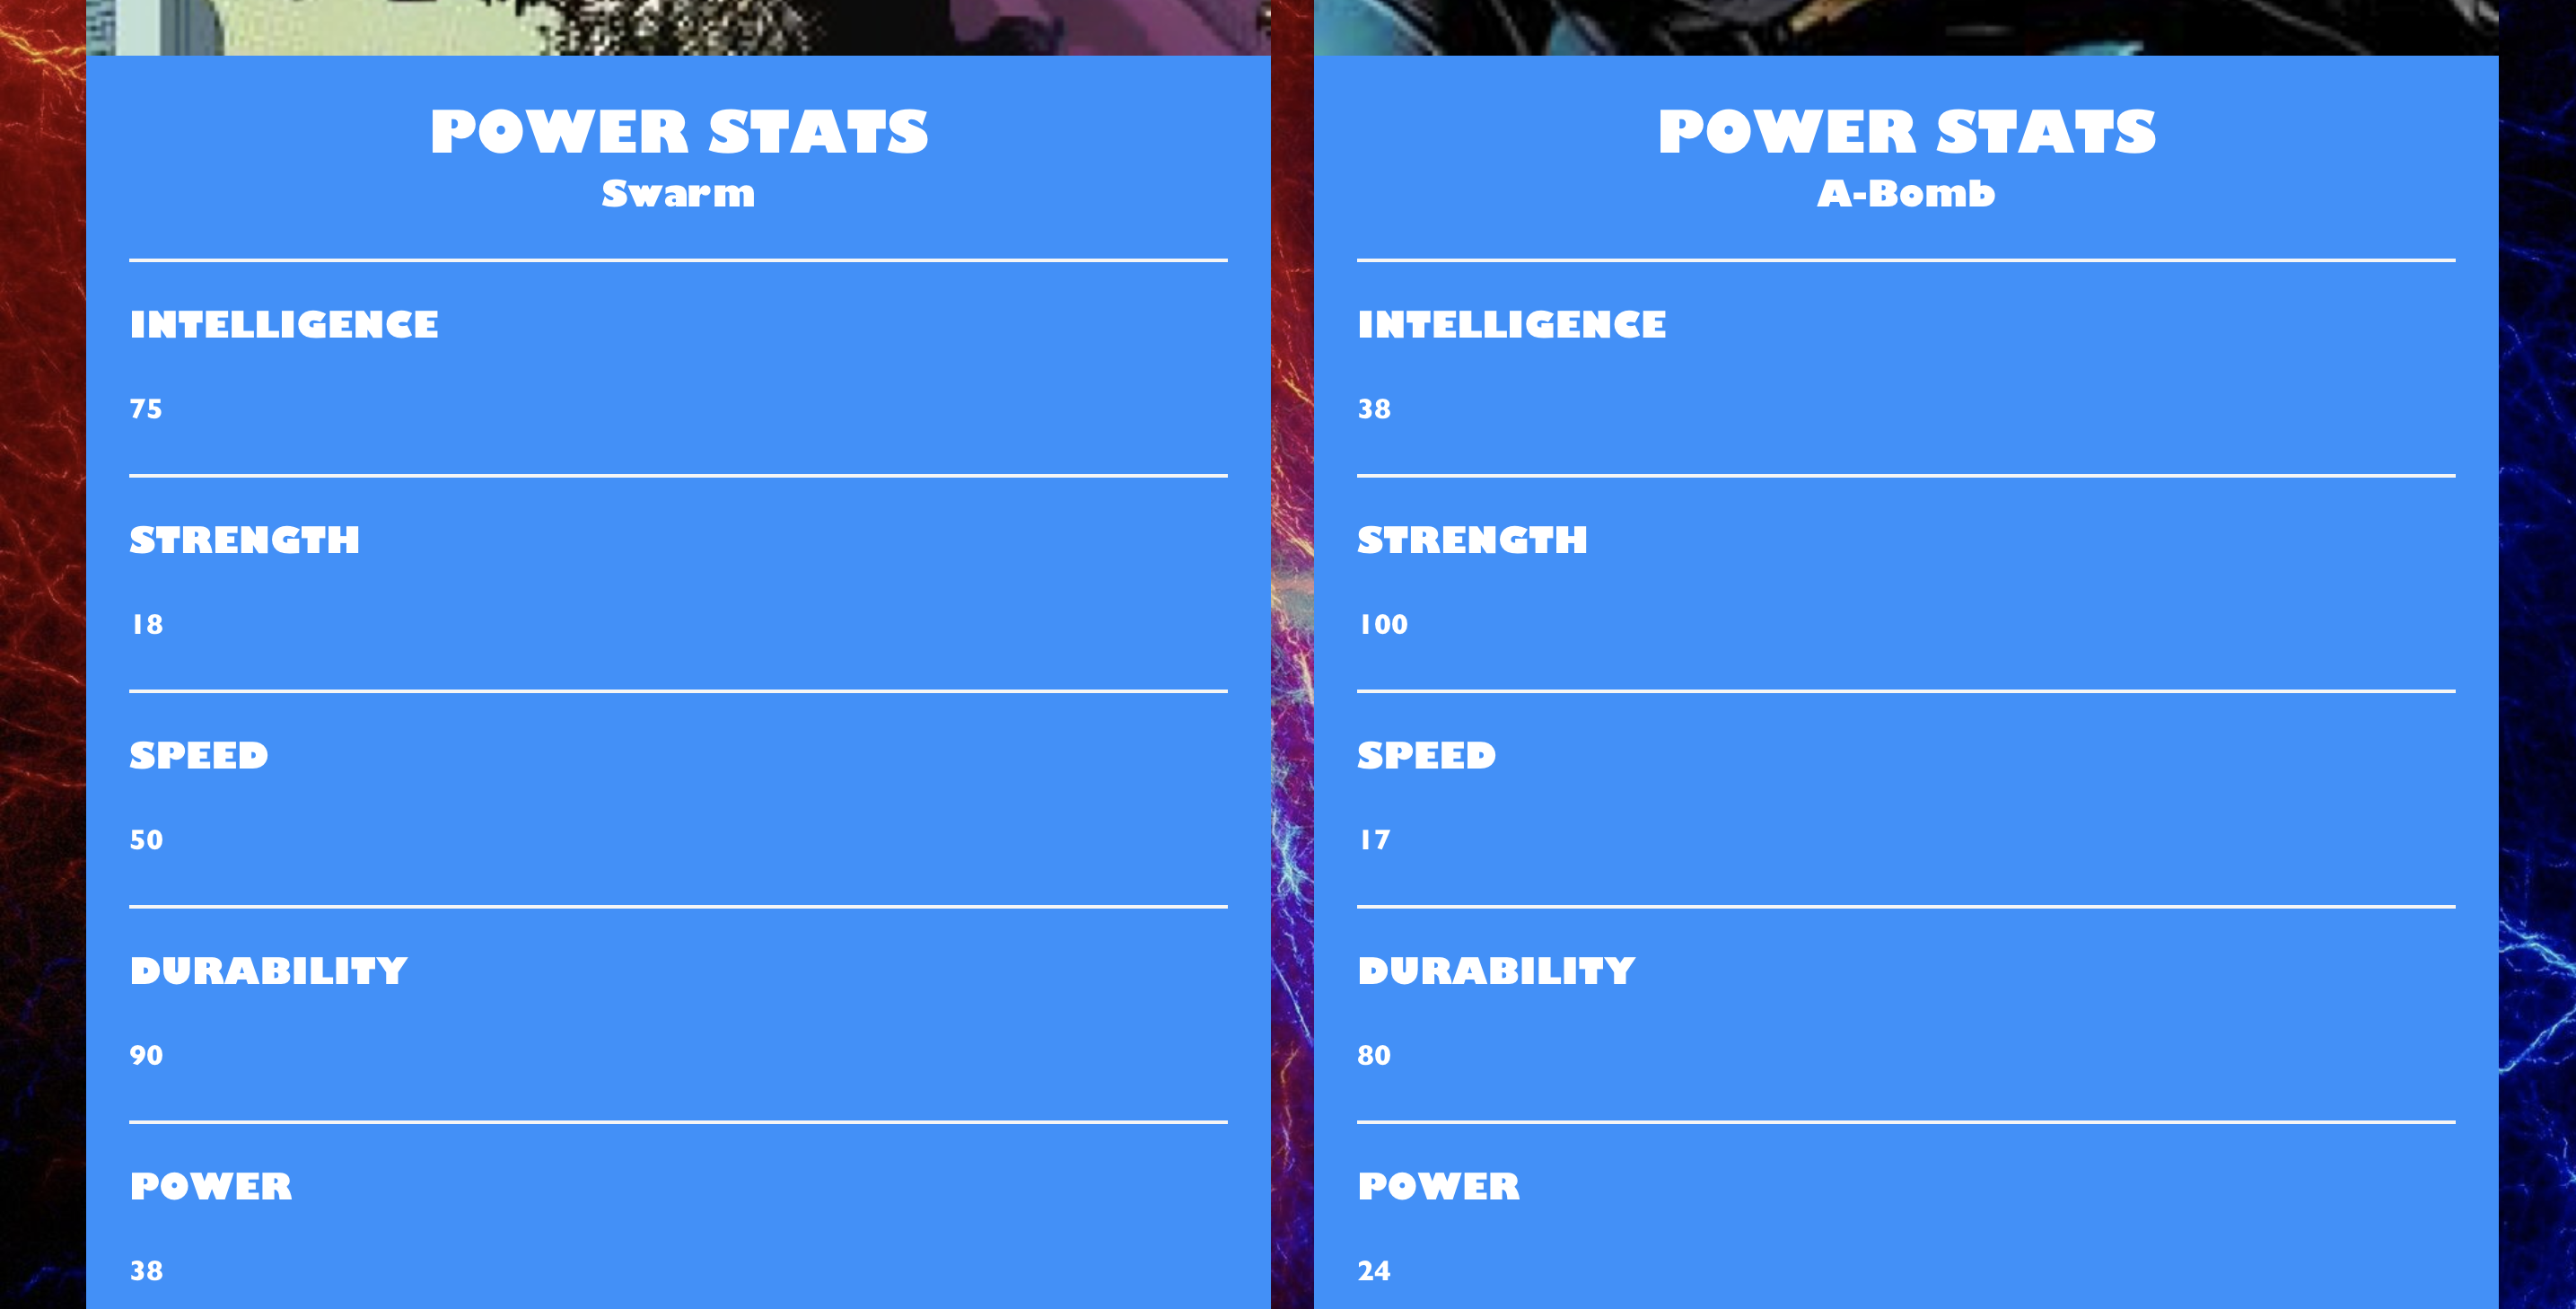 POWER STATS
Swarm
INTELLIGENCE
75
STRENGTH
18
SPEED
50
DURABILITY
90
POWER
38
POWER STATS
A-Bomb
INTELLIGENCE
38
STRENGTH
100
SPEED
17
DURABILITY
80
POWER
24